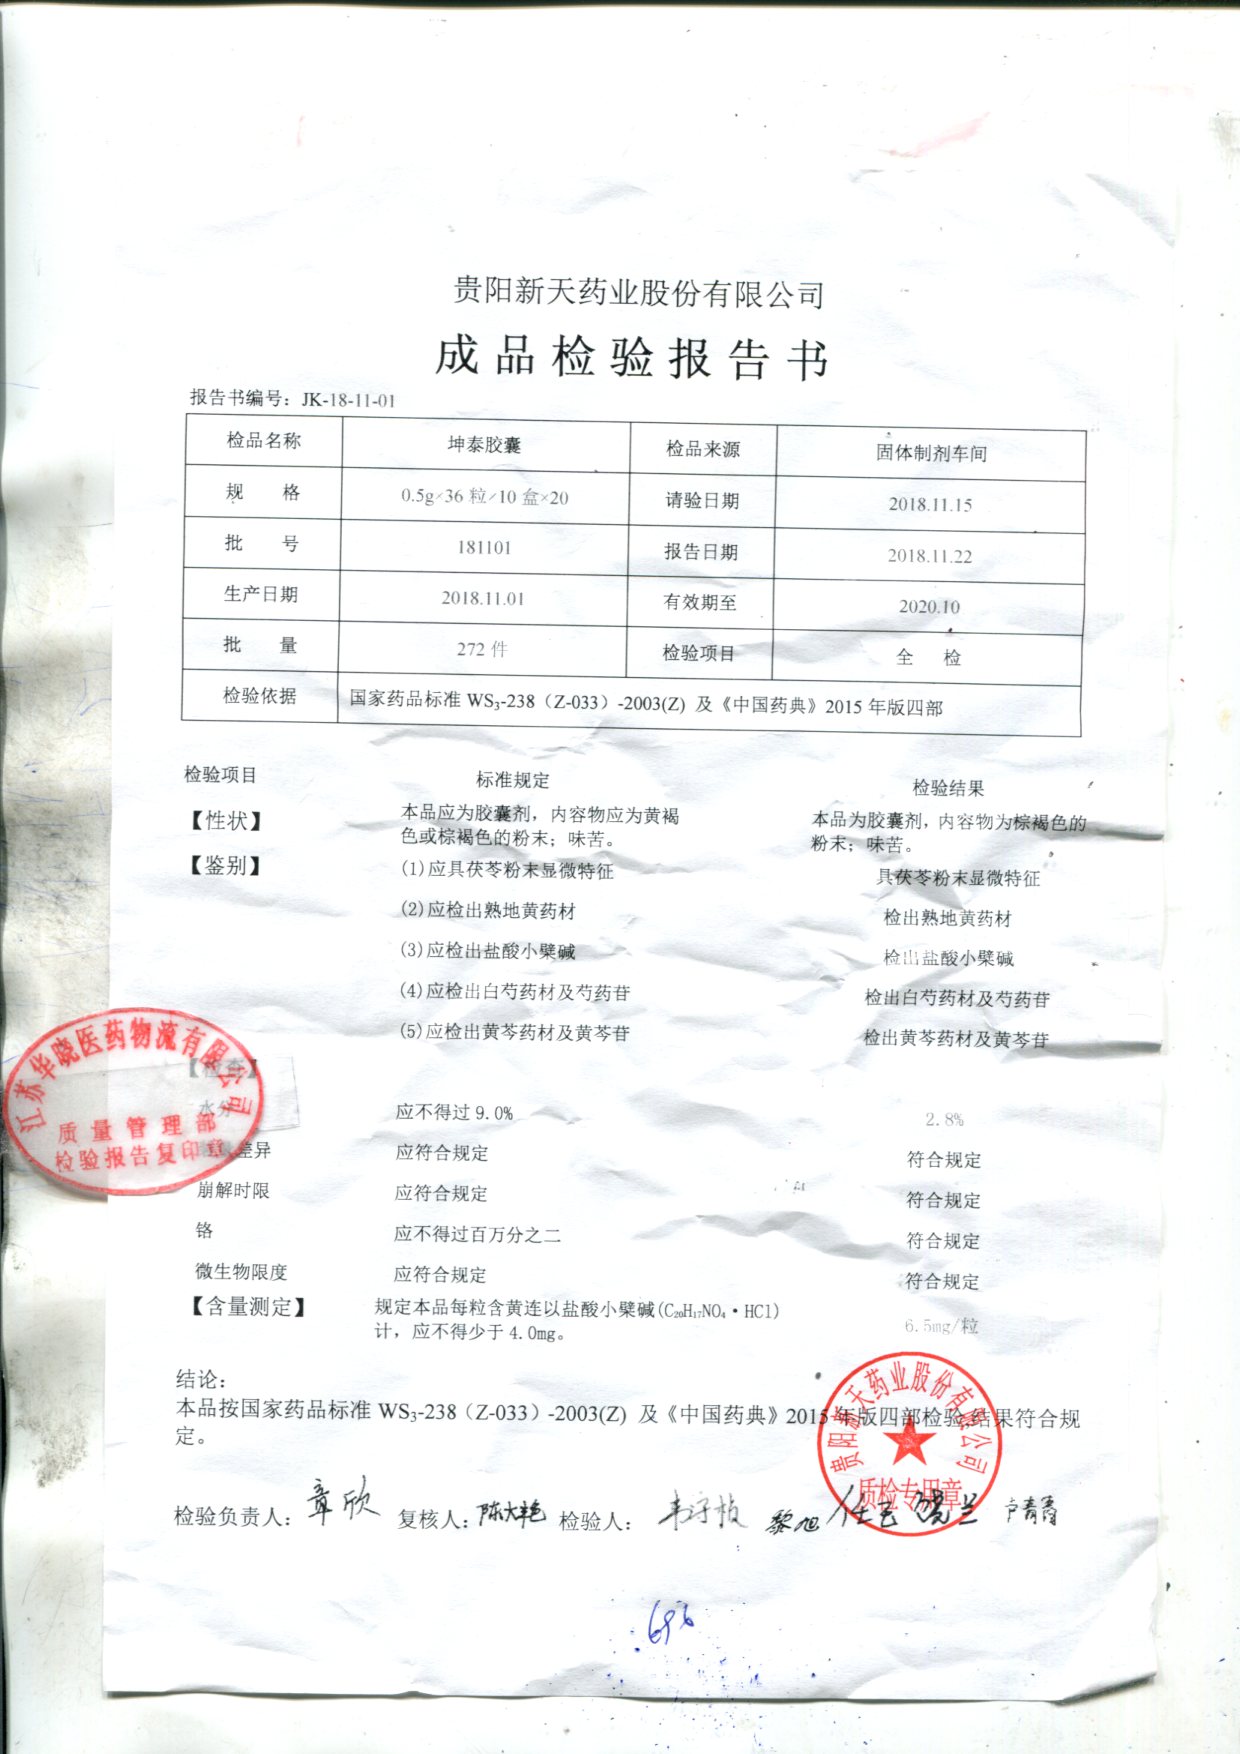 贵阳新天药业股份有限公司
成品检验报告书
报告书编号：JK-18-11-01
检品名称 坤泰胶囊 检品来源 固体制剂车间
规 格 0.5g×36粒×10盒×20 请验日期 2018.11.15
批 号 181101 报告日期 2018.11.22
生产日期 2018.11.01 有效期至 2020.10
批 量 272件 检验项目 全 检
检验依据 国家药品标准 WS₃-238（Z-033）-2003(Z) 及《中国药典》2015年版四部
检验项目 标准规定 检验结果
【性状】 本品应为胶囊剂，内容物应为黄褐 本品为胶囊剂，内容物为棕褐色的
色或棕褐色的粉末；味苦。 粉末；味苦。
【鉴别】 (1)应具茯苓粉末显微特征 具茯苓粉末显微特征
(2)应检出熟地黄药材 检出熟地黄药材
(3)应检出盐酸小檗碱 检出盐酸小檗碱
(4)应检出白芍药材及芍药苷 检出白芍药材及芍药苷
(5)应检出黄芩药材及黄芩苷 检出黄芩药材及黄芩苷
【检查】
水分 应不得过9.0% 2.8%
差异 应符合规定 符合规定
崩解时限 应符合规定 符合规定
铬 应不得过百万分之二 符合规定
微生物限度 应符合规定 符合规定
【含量测定】 规定本品每粒含黄连以盐酸小檗碱(C₂₀H₁₇NO₄·HCl) 6.5mg/粒
计，应不得少于4.0mg。
江苏华晓医药物流有限公司
质量管理部
检验报告复印章
结论：
本品按国家药品标准 WS₃-238（Z-033）-2003(Z) 及《中国药典》2015年版四部检验结果符合规
定。
贵阳新天药业股份有限公司
质检专用章
检验负责人：章欣 复核人：陈大艳 检验人： 黎旭 卢青青